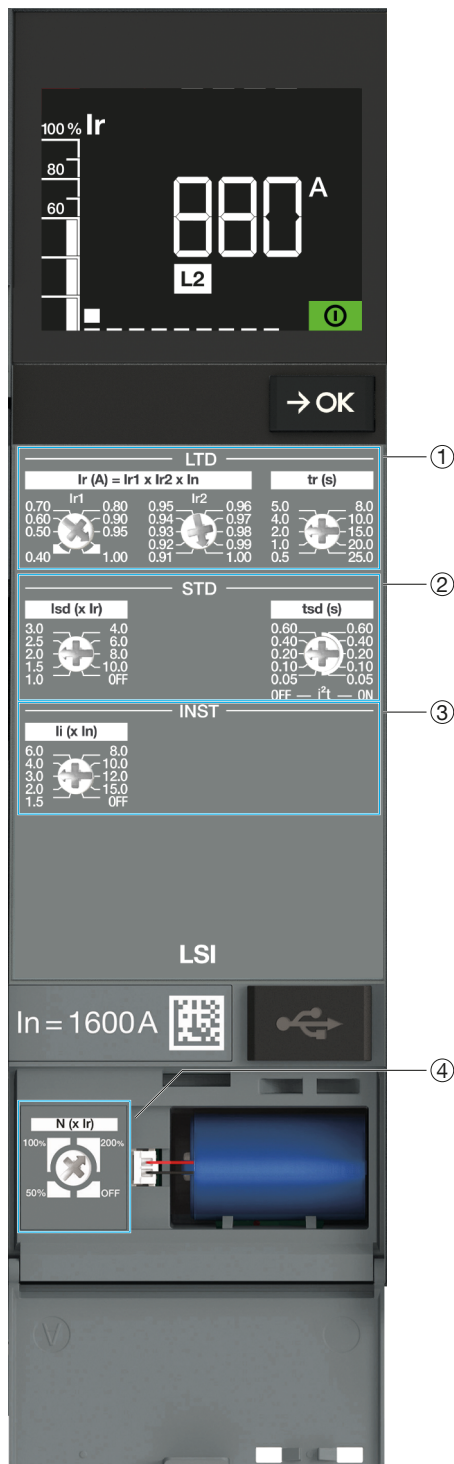 100 % Ir
80
60
880 A
L2
→ OK
①
LTD
Ir (A) = Ir1 x Ir2 x In
tr (s)
Ir1
Ir2
0.70 0.80 0.95 0.96 5.0 8.0
0.60 0.90 0.94 0.97 4.0 10.0
0.50 0.95 0.93 0.98 2.0 15.0
0.92 0.99 1.0 20.0
0.40 1.00 0.91 1.00 0.5 25.0
②
STD
Isd (x Ir) tsd (s)
3.0 4.0 0.60 0.60
2.5 6.0 0.40 0.40
2.0 8.0 0.20 0.20
1.5 10.0 0.10 0.10
1.0 OFF 0.05 0.05
OFF — i²t — ON
③
INST
Ii (x In)
6.0 8.0
4.0 10.0
3.0 12.0
2.0 15.0
1.5 OFF
LSI
In = 1600 A
④
N (x Ir)
100% 200%
50% OFF